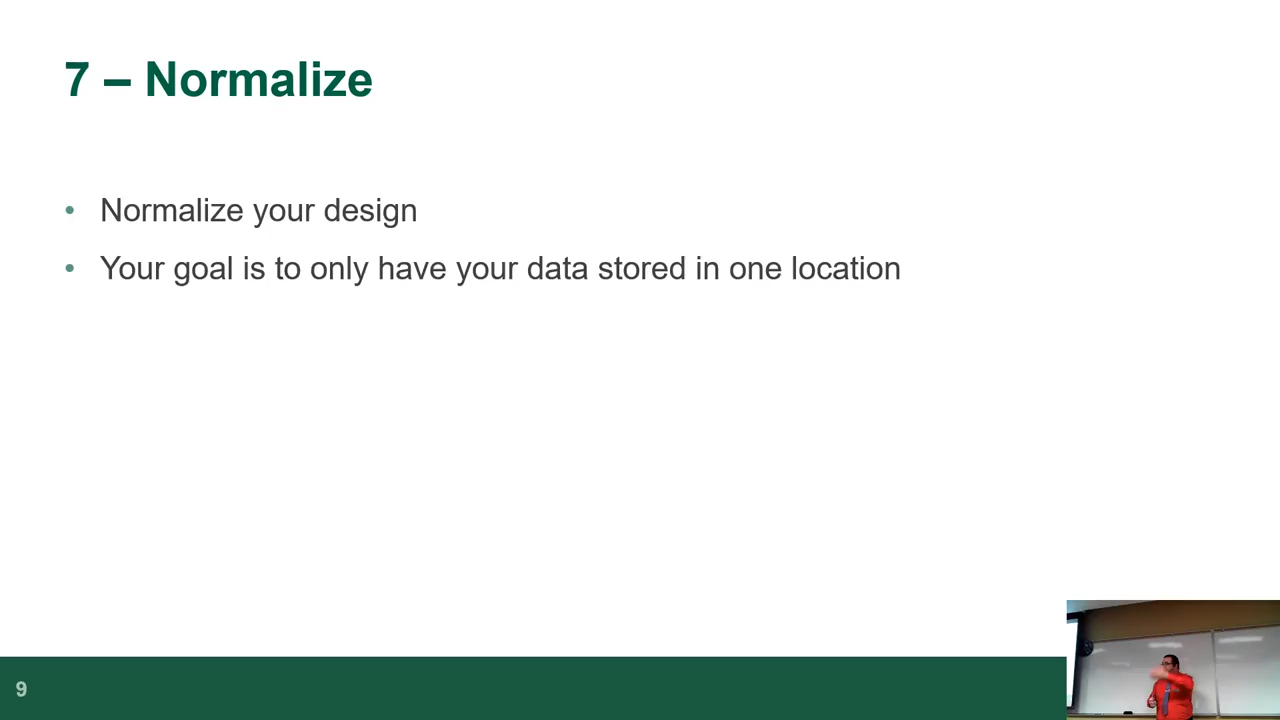 7 – Normalize
• Normalize your design
• Your goal is to only have your data stored in one location
9